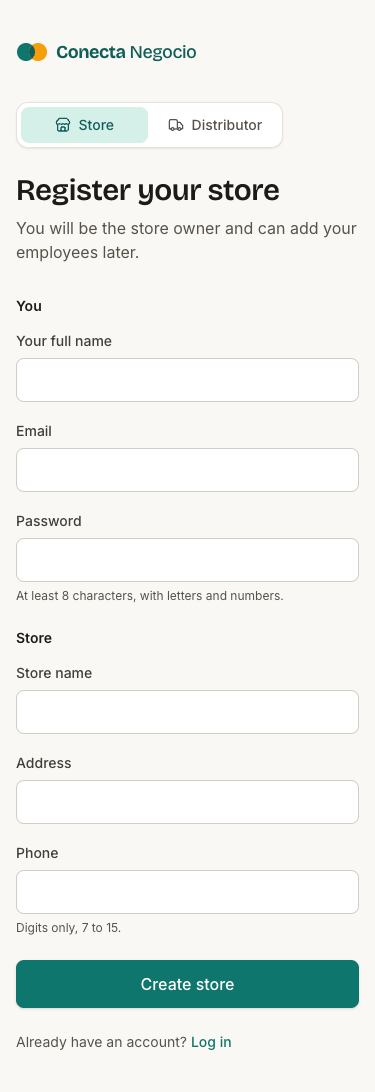 Conecta Negocio
Store
Distributor
Register your store
You will be the store owner and can add your
employees later.
You
Your full name
Email
Password
At least 8 characters, with letters and numbers.
Store
Store name
Address
Phone
Digits only, 7 to 15.
Create store
Already have an account? Log in